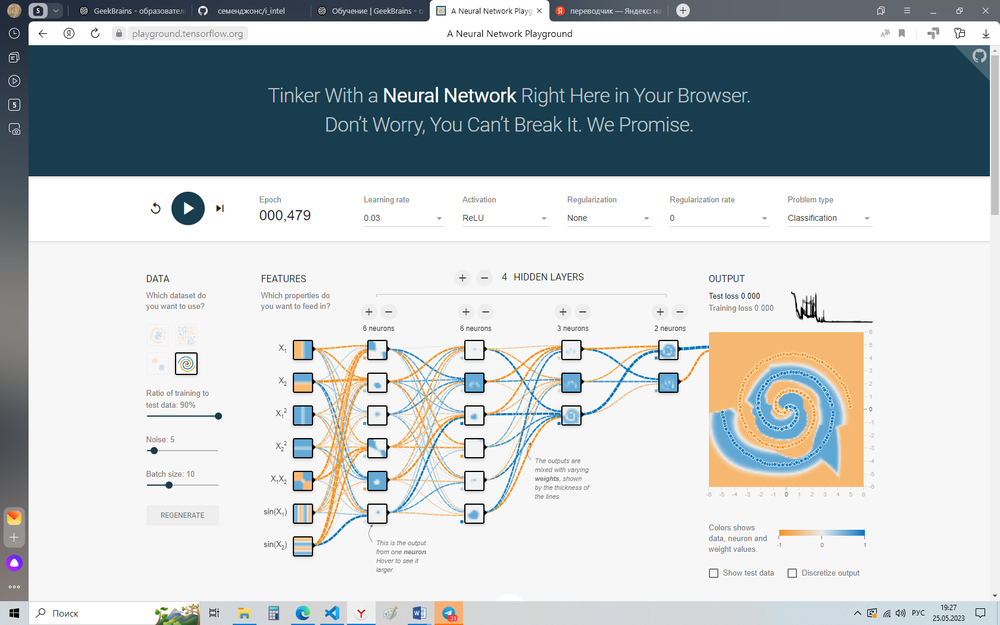 5
GeekBrains - образовател
семенджонс/i_intel
Обучение | GeekBrains - о
A Neural Network Playg
переводчик — Яндекс: на
playground.tensorflow.org
A Neural Network Playground
5
Tinker With a Neural Network Right Here in Your Browser.
Don't Worry, You Can't Break It. We Promise.
Epoch
000,479
Learning rate
0.03
Activation
ReLU
Regularization
None
Regularization rate
0
Problem type
Classification
DATA
Which dataset do
you want to use?
Ratio of training to
test data: 90%
Noise: 5
Batch size: 10
REGENERATE
FEATURES
Which properties do
you want to feed in?
X₁
X₂
X₁²
X₂²
X₁X₂
sin(X₁)
sin(X₂)
+ − 4 HIDDEN LAYERS
+ − + − + − + −
6 neurons 6 neurons 3 neurons 2 neurons
This is the output
from one neuron.
Hover to see it
larger.
The outputs are
mixed with varying
weights, shown
by the thickness of
the lines.
OUTPUT
Test loss 0.000
Training loss 0.000
6
5
4
3
2
1
0
-1
-2
-3
-4
-5
-6
-6 -5 -4 -3 -2 -1 0 1 2 3 4 5 6
Colors shows
data, neuron and
weight values.
-1 0 1
Show test data
Discretize output
Поиск
23
РУС
19:27
25.05.2023